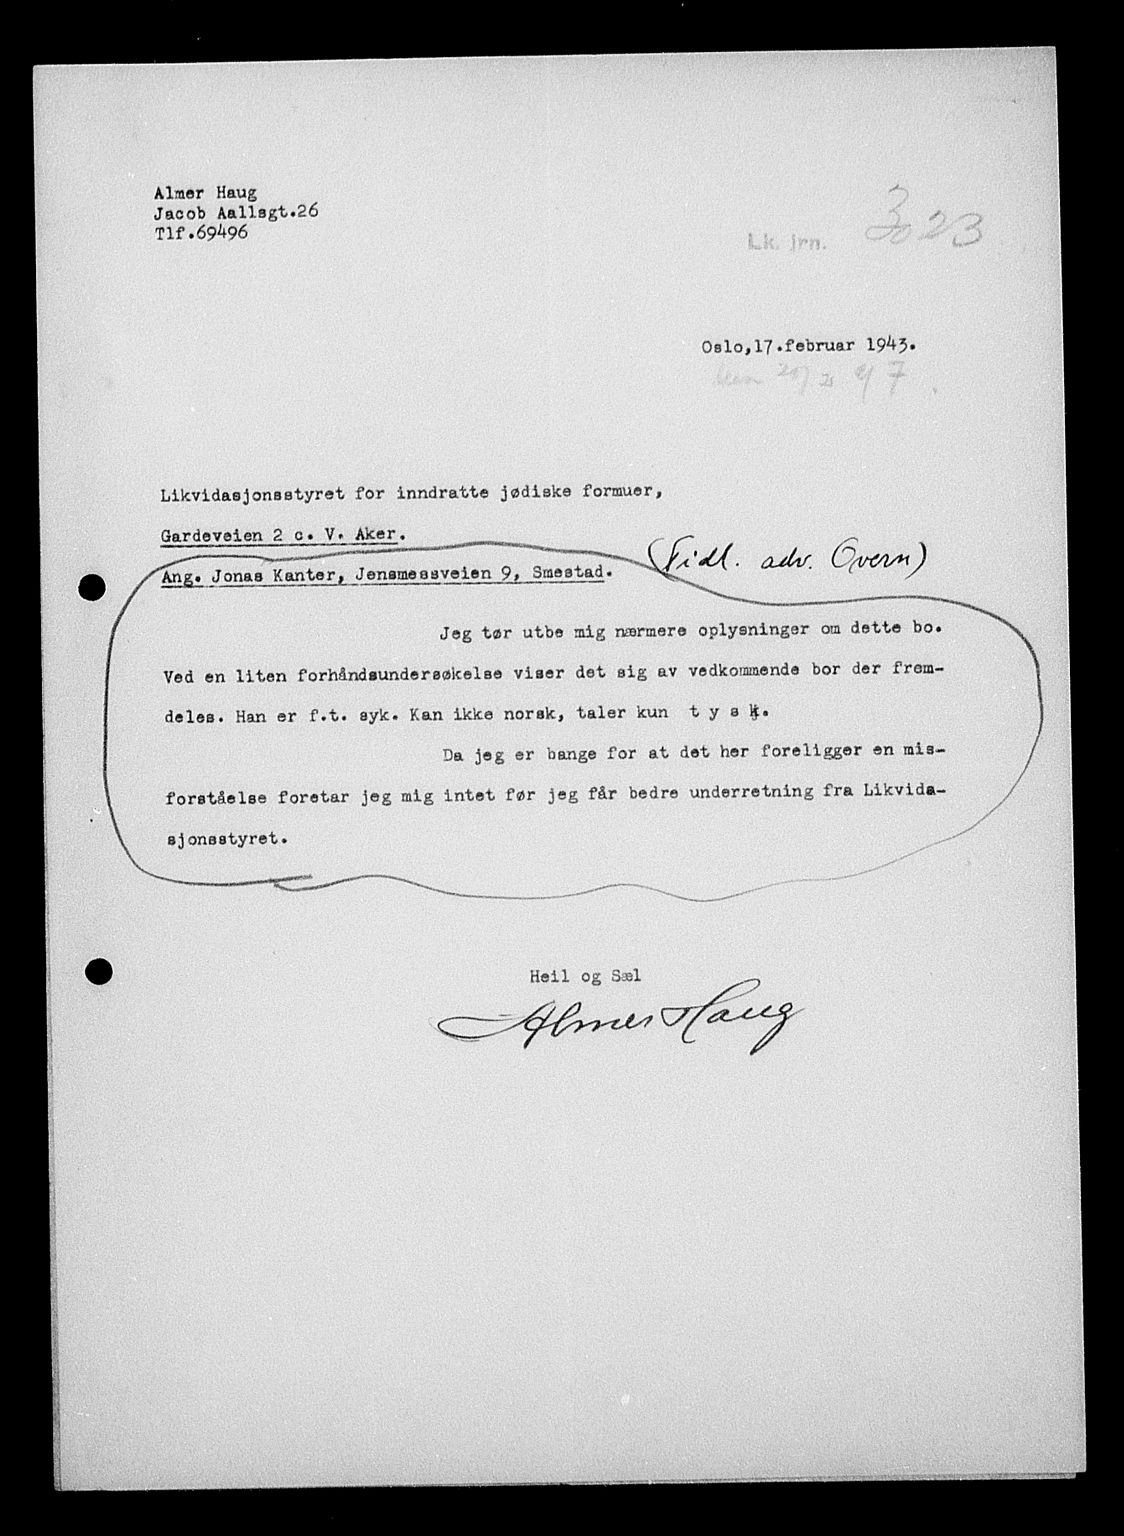 Almer Haug
Jacob Aallsgt.26
Tlf.69496
Lk. jrn. 3023
Oslo,17.februar 1943.
Likvidasjonsstyret for inndratte jødiske formuer,
Gardeveien 2 c. V. Aker.
(Tidl. adv. Overn)
Ang. Jonas Kanter, Jensmessveien 9, Smestad.
Jeg tør utbe mig nærmere oplysninger om dette bo.
Ved en liten forhåndsundersøkelse viser det sig av vedkommende bor der frem-
deles. Han er f.t. syk. Kan ikke norsk, taler kun t y s k.
Da jeg er bange for at det her foreligger en mis-
forståelse foretar jeg mig intet før jeg får bedre underretning fra Likvida-
sjonsstyret.
Heil og Sæl
Almer Haug